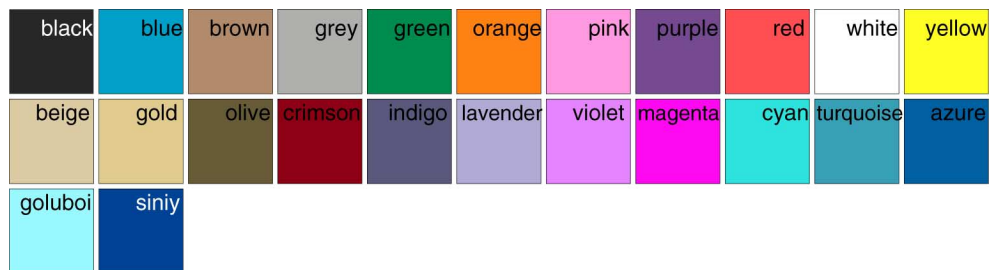 black blue brown grey green orange pink purple red white yellow
beige gold olive crimson indigo lavender violet magenta cyan turquoise azure
goluboi siniy